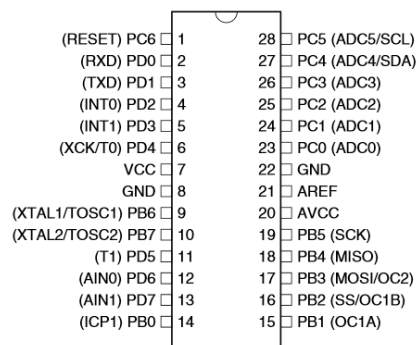 (RESET) PC6 1 28 PC5 (ADC5/SCL)
(RXD) PD0 2 27 PC4 (ADC4/SDA)
(TXD) PD1 3 26 PC3 (ADC3)
(INT0) PD2 4 25 PC2 (ADC2)
(INT1) PD3 5 24 PC1 (ADC1)
(XCK/T0) PD4 6 23 PC0 (ADC0)
VCC 7 22 GND
GND 8 21 AREF
(XTAL1/TOSC1) PB6 9 20 AVCC
(XTAL2/TOSC2) PB7 10 19 PB5 (SCK)
(T1) PD5 11 18 PB4 (MISO)
(AIN0) PD6 12 17 PB3 (MOSI/OC2)
(AIN1) PD7 13 16 PB2 (SS/OC1B)
(ICP1) PB0 14 15 PB1 (OC1A)